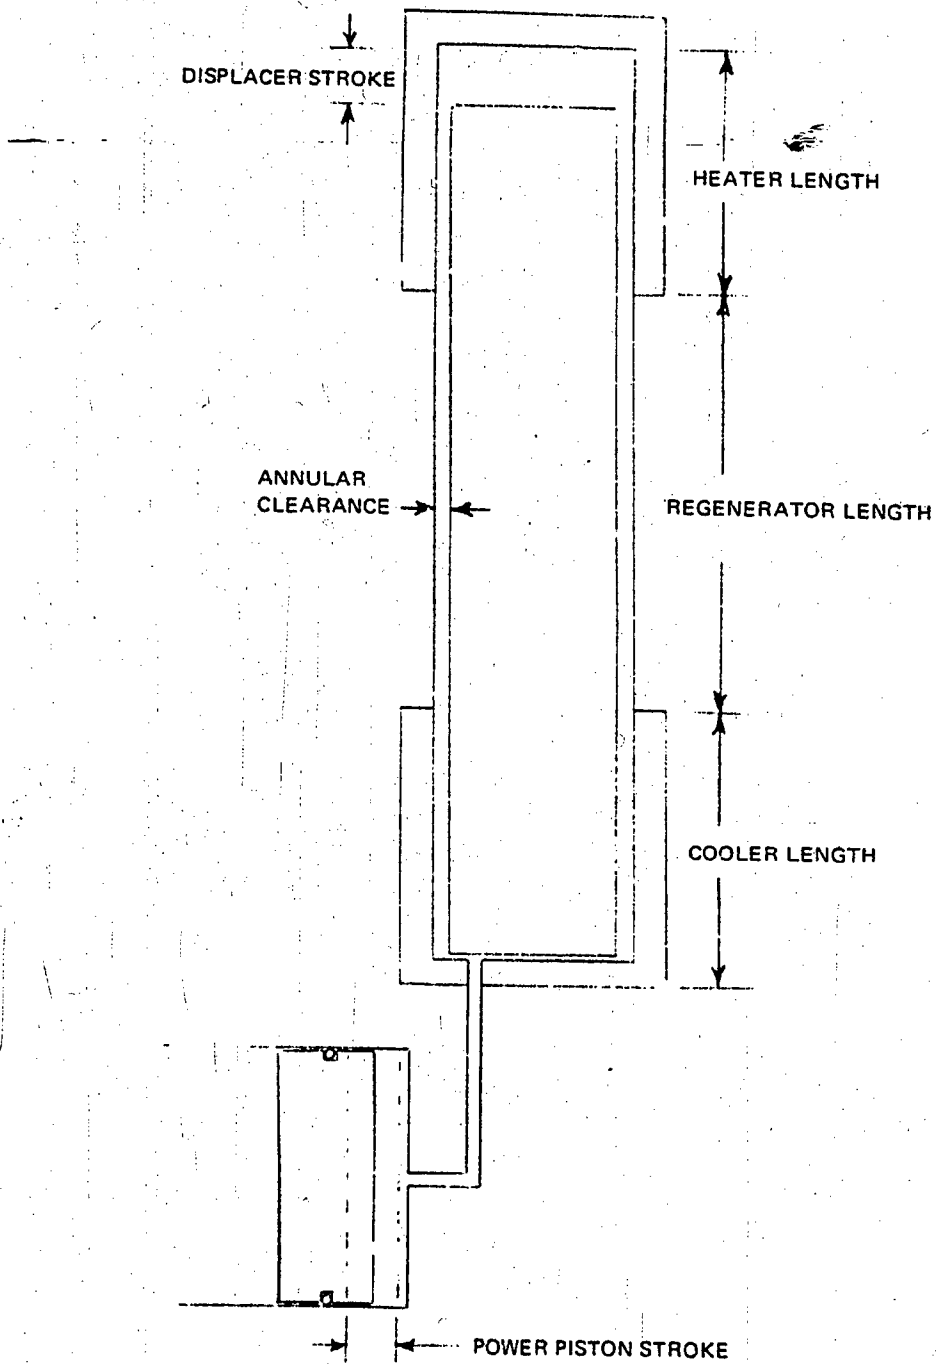 DISPLACER STROKE
HEATER LENGTH
ANNULAR
CLEARANCE
REGENERATOR LENGTH
COOLER LENGTH
POWER PISTON STROKE